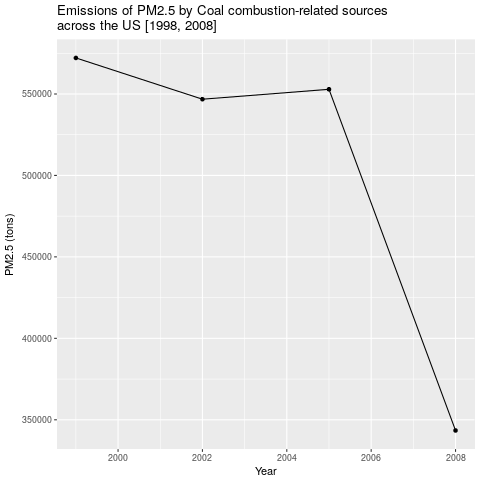 Emissions of PM2.5 by Coal combustion-related sources
across the US [1998, 2008]
550000
500000
450000
400000
350000
PM2.5 (tons)
2000 2002 2004 2006 2008
Year